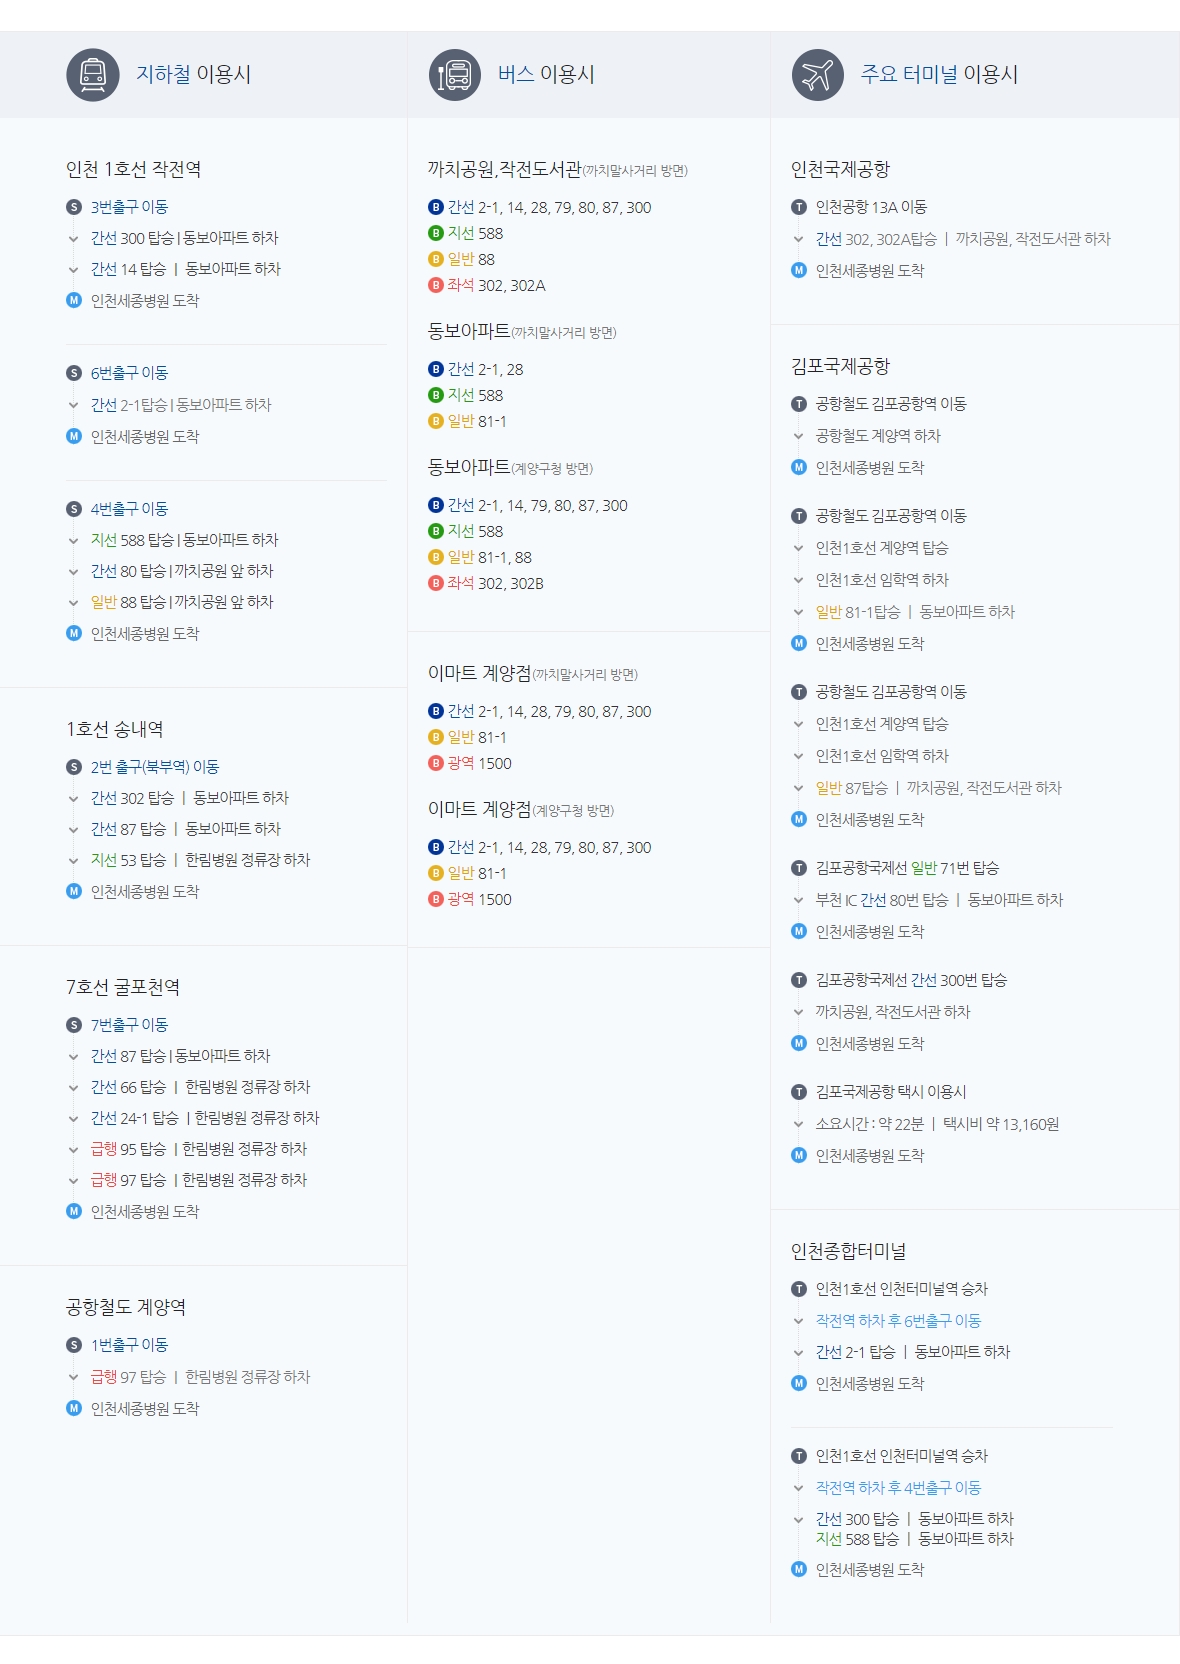 지하철 이용시
인천 1호선 작전역
S 3번출구 이동
간선 300 탑승 | 동보아파트 하차
간선 14 탑승 | 동보아파트 하차
M 인천세종병원 도착
S 6번출구 이동
간선 2-1탑승 | 동보아파트 하차
M 인천세종병원 도착
S 4번출구 이동
지선 588 탑승 | 동보아파트 하차
간선 80 탑승 | 까치공원 앞 하차
일반 88 탑승 | 까치공원 앞 하차
M 인천세종병원 도착
1호선 송내역
S 2번 출구(북부역) 이동
간선 302 탑승 | 동보아파트 하차
간선 87 탑승 | 동보아파트 하차
지선 53 탑승 | 한림병원 정류장 하차
M 인천세종병원 도착
7호선 굴포천역
S 7번출구 이동
간선 87 탑승 | 동보아파트 하차
간선 66 탑승 | 한림병원 정류장 하차
간선 24-1 탑승 | 한림병원 정류장 하차
급행 95 탑승 | 한림병원 정류장 하차
급행 97 탑승 | 한림병원 정류장 하차
M 인천세종병원 도착
공항철도 계양역
S 1번출구 이동
급행 97 탑승 | 한림병원 정류장 하차
M 인천세종병원 도착
버스 이용시
까치공원,작전도서관(까치말사거리 방면)
B 간선 2-1, 14, 28, 79, 80, 87, 300
B 지선 588
B 일반 88
B 좌석 302, 302A
동보아파트(까치말사거리 방면)
B 간선 2-1, 28
B 지선 588
B 일반 81-1
동보아파트(계양구청 방면)
B 간선 2-1, 14, 79, 80, 87, 300
B 지선 588
B 일반 81-1, 88
B 좌석 302, 302B
이마트 계양점(까치말사거리 방면)
B 간선 2-1, 14, 28, 79, 80, 87, 300
B 일반 81-1
B 광역 1500
이마트 계양점(계양구청 방면)
B 간선 2-1, 14, 28, 79, 80, 87, 300
B 일반 81-1
B 광역 1500
주요 터미널 이용시
인천국제공항
T 인천공항 13A 이동
간선 302, 302A탑승 | 까치공원, 작전도서관 하차
M 인천세종병원 도착
김포국제공항
T 공항철도 김포공항역 이동
공항철도 계양역 하차
M 인천세종병원 도착
T 공항철도 김포공항역 이동
인천1호선 계양역 탑승
인천1호선 임학역 하차
일반 81-1탑승 | 동보아파트 하차
M 인천세종병원 도착
T 공항철도 김포공항역 이동
인천1호선 계양역 탑승
인천1호선 임학역 하차
일반 87탑승 | 까치공원, 작전도서관 하차
M 인천세종병원 도착
T 김포공항국제선 일반 71번 탑승
부천 IC 간선 80번 탑승 | 동보아파트 하차
M 인천세종병원 도착
T 김포공항국제선 간선 300번 탑승
까치공원, 작전도서관 하차
M 인천세종병원 도착
T 김포국제공항 택시 이용시
소요시간 : 약 22분 | 택시비 약 13,160원
M 인천세종병원 도착
인천종합터미널
T 인천1호선 인천터미널역 승차
작전역 하차 후 6번출구 이동
간선 2-1 탑승 | 동보아파트 하차
M 인천세종병원 도착
T 인천1호선 인천터미널역 승차
작전역 하차 후 4번출구 이동
간선 300 탑승 | 동보아파트 하차
지선 588 탑승 | 동보아파트 하차
M 인천세종병원 도착